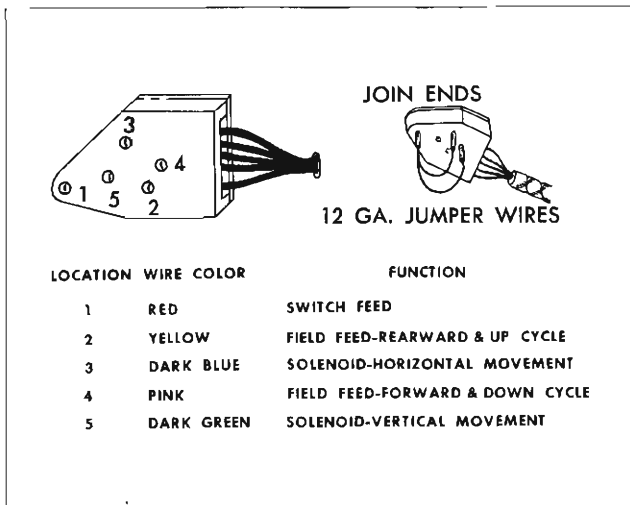 JOIN ENDS
3
4
1
5
2
12 GA. JUMPER WIRES
LOCATION WIRE COLOR FUNCTION
1 RED SWITCH FEED
2 YELLOW FIELD FEED-REARWARD & UP CYCLE
3 DARK BLUE SOLENOID-HORIZONTAL MOVEMENT
4 PINK FIELD FEED-FORWARD & DOWN CYCLE
5 DARK GREEN SOLENOID-VERTICAL MOVEMENT